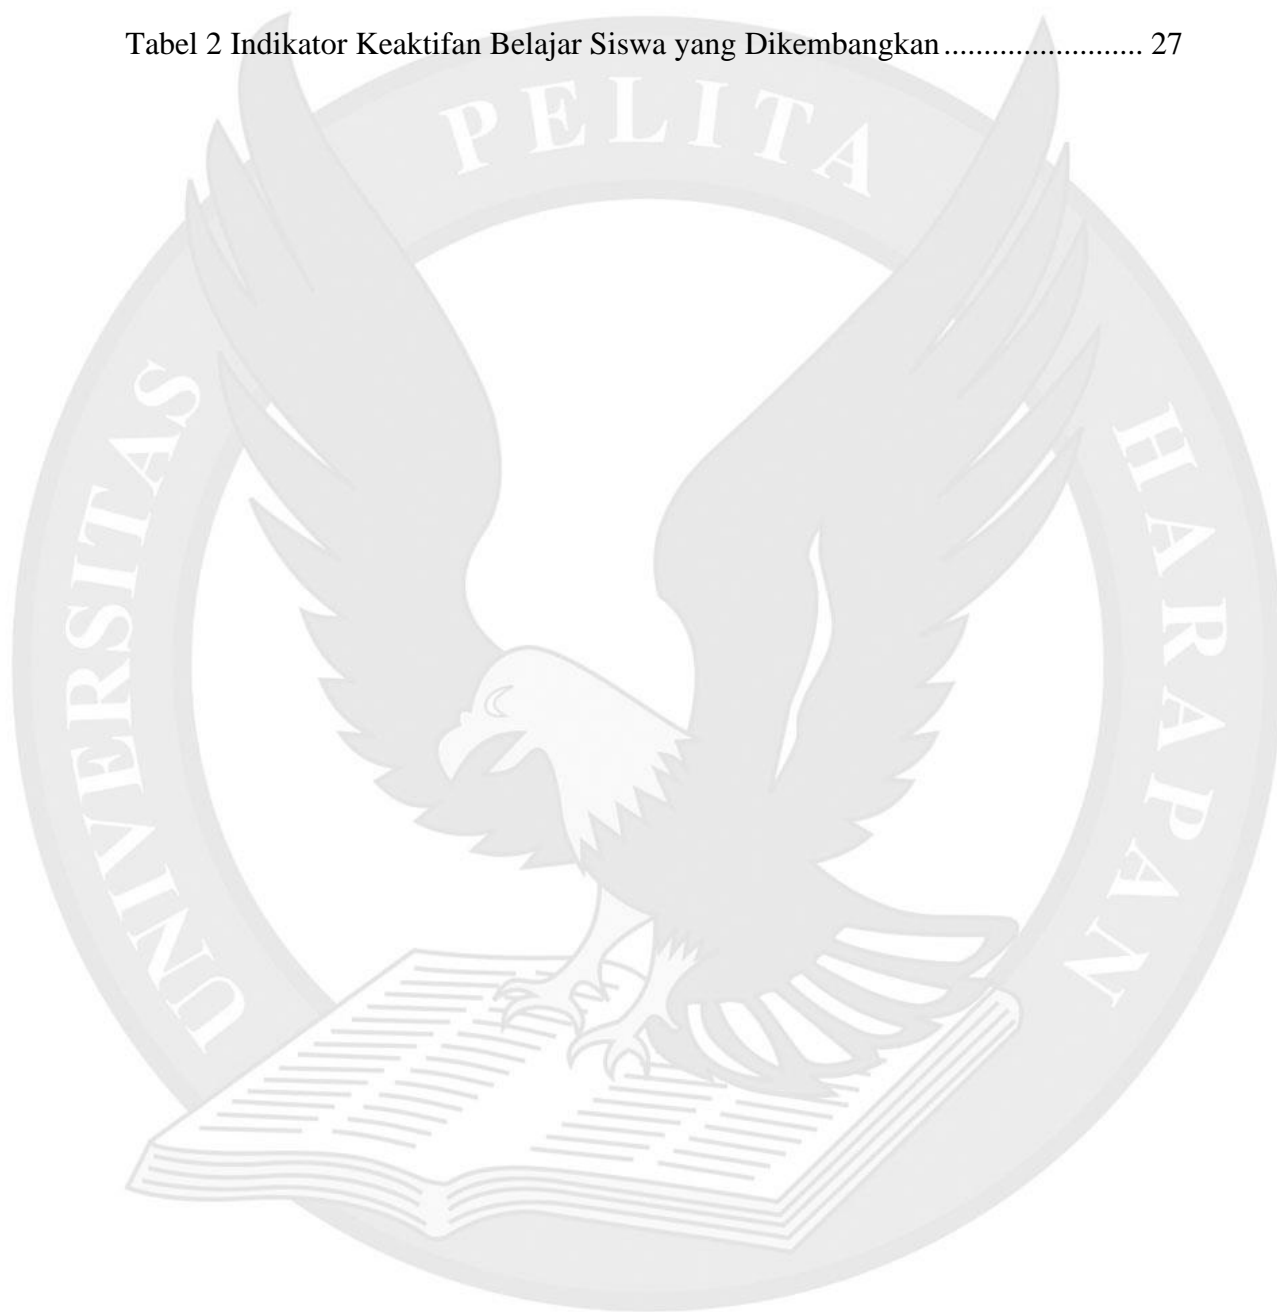 Tabel 2 Indikator Keaktifan Belajar Siswa yang Dikembangkan ......................... 27
UNIVERSITAS PELITA HARAPAN